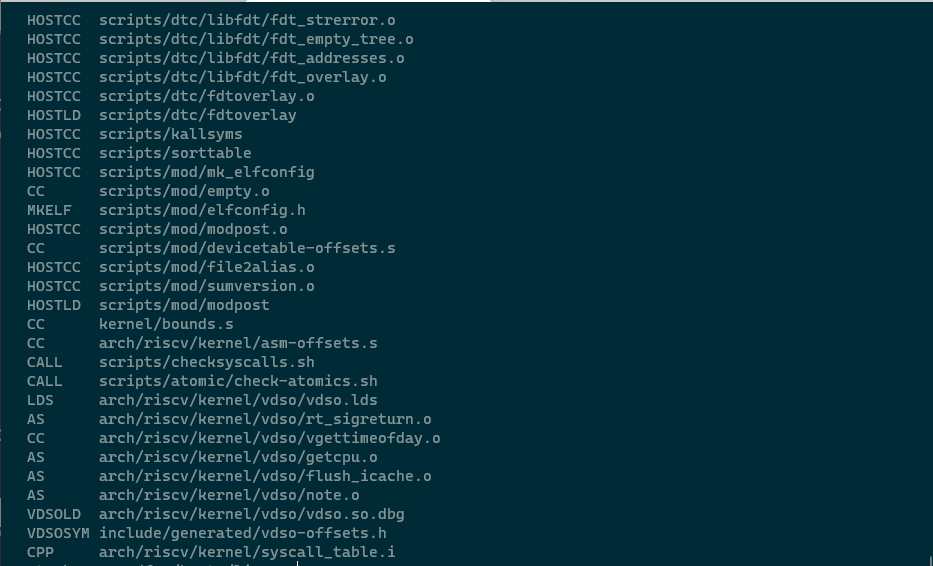 HOSTCC  scripts/dtc/libfdt/fdt_strerror.o
HOSTCC  scripts/dtc/libfdt/fdt_empty_tree.o
HOSTCC  scripts/dtc/libfdt/fdt_addresses.o
HOSTCC  scripts/dtc/libfdt/fdt_overlay.o
HOSTCC  scripts/dtc/fdtoverlay.o
HOSTLD  scripts/dtc/fdtoverlay
HOSTCC  scripts/kallsyms
HOSTCC  scripts/sorttable
HOSTCC  scripts/mod/mk_elfconfig
CC      scripts/mod/empty.o
MKELF   scripts/mod/elfconfig.h
HOSTCC  scripts/mod/modpost.o
CC      scripts/mod/devicetable-offsets.s
HOSTCC  scripts/mod/file2alias.o
HOSTCC  scripts/mod/sumversion.o
HOSTLD  scripts/mod/modpost
CC      kernel/bounds.s
CC      arch/riscv/kernel/asm-offsets.s
CALL    scripts/checksyscalls.sh
CALL    scripts/atomic/check-atomics.sh
LDS     arch/riscv/kernel/vdso/vdso.lds
AS      arch/riscv/kernel/vdso/rt_sigreturn.o
CC      arch/riscv/kernel/vdso/vgettimeofday.o
AS      arch/riscv/kernel/vdso/getcpu.o
AS      arch/riscv/kernel/vdso/flush_icache.o
AS      arch/riscv/kernel/vdso/note.o
VDSOLD  arch/riscv/kernel/vdso/vdso.so.dbg
VDSOSYM include/generated/vdso-offsets.h
CPP     arch/riscv/kernel/syscall_table.i